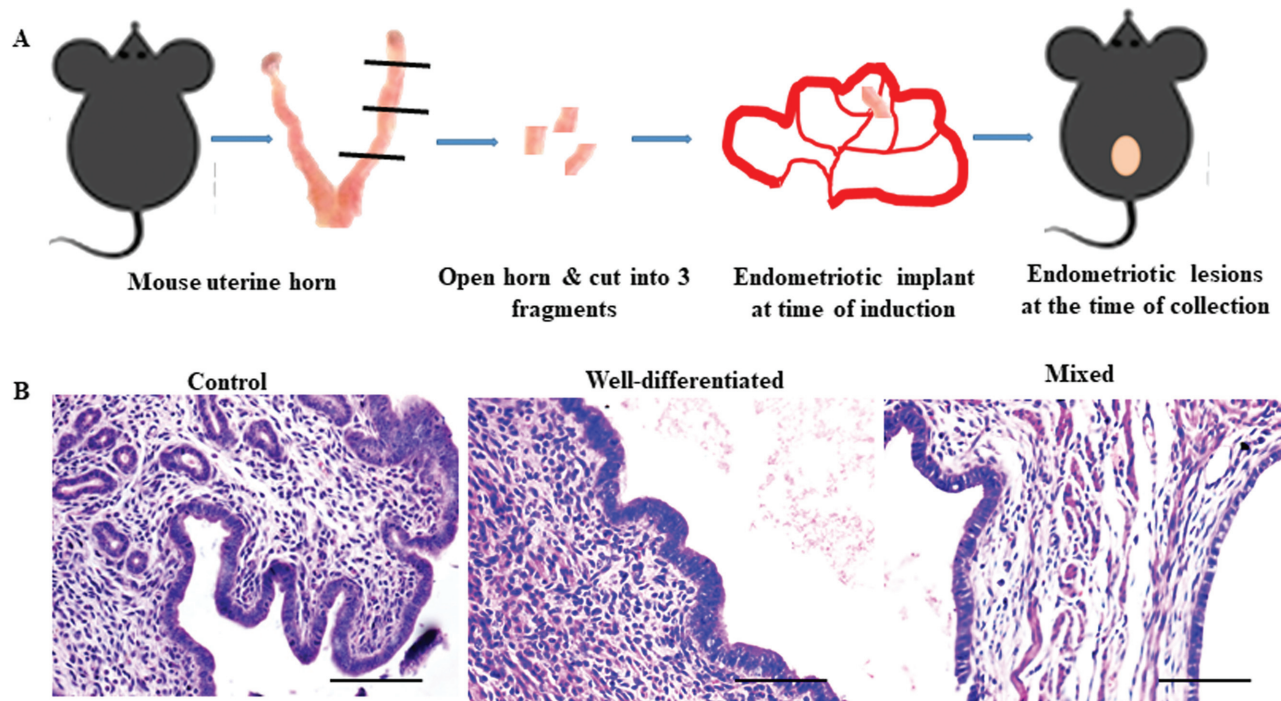 A
Mouse uterine horn
Open horn & cut into 3
fragments
Endometriotic implant
at time of induction
Endometriotic lesions
at the time of collection
B
Control
Well-differentiated
Mixed